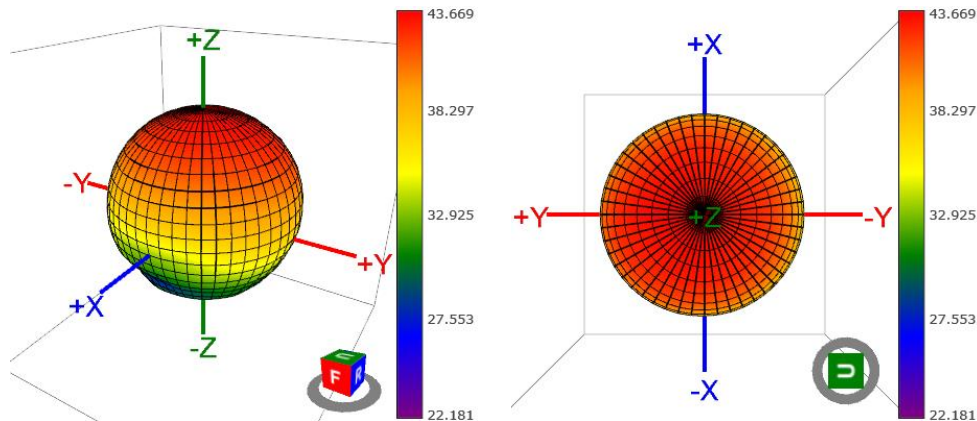 +Z
-Y
+Y
+X
-Z
43.669
38.297
32.925
27.553
22.181
U
F
R
+X
+Y
+Z
-Y
-X
43.669
38.297
32.925
27.553
22.181
U